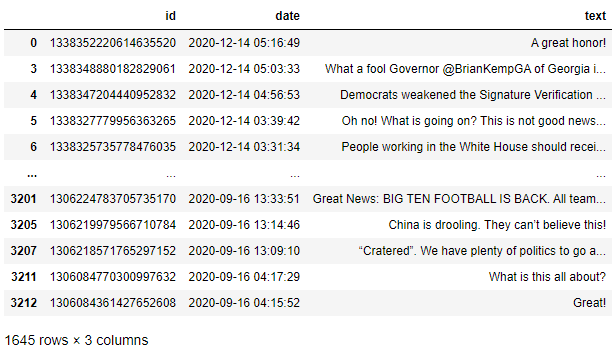 id date text
0 1338352220614635520 2020-12-14 05:16:49 A great honor!
3 1338348880182829061 2020-12-14 05:03:33 What a fool Governor @BrianKempGA of Georgia i...
4 1338347204440952832 2020-12-14 04:56:53 Democrats weakened the Signature Verification ...
5 1338327779956363265 2020-12-14 03:39:42 Oh no! What is going on? This is not good news...
6 1338325735778476035 2020-12-14 03:31:34 People working in the White House should recei...
... ... ... ...
3201 1306224783705735170 2020-09-16 13:33:51 Great News: BIG TEN FOOTBALL IS BACK. All team...
3205 1306219979566710784 2020-09-16 13:14:46 China is drooling. They can’t believe this!
3207 1306218571765297152 2020-09-16 13:09:10 “Cratered”. We have plenty of politics to go a...
3211 1306084770300997632 2020-09-16 04:17:29 What is this all about?
3212 1306084361427652608 2020-09-16 04:15:52 Great!
1645 rows × 3 columns